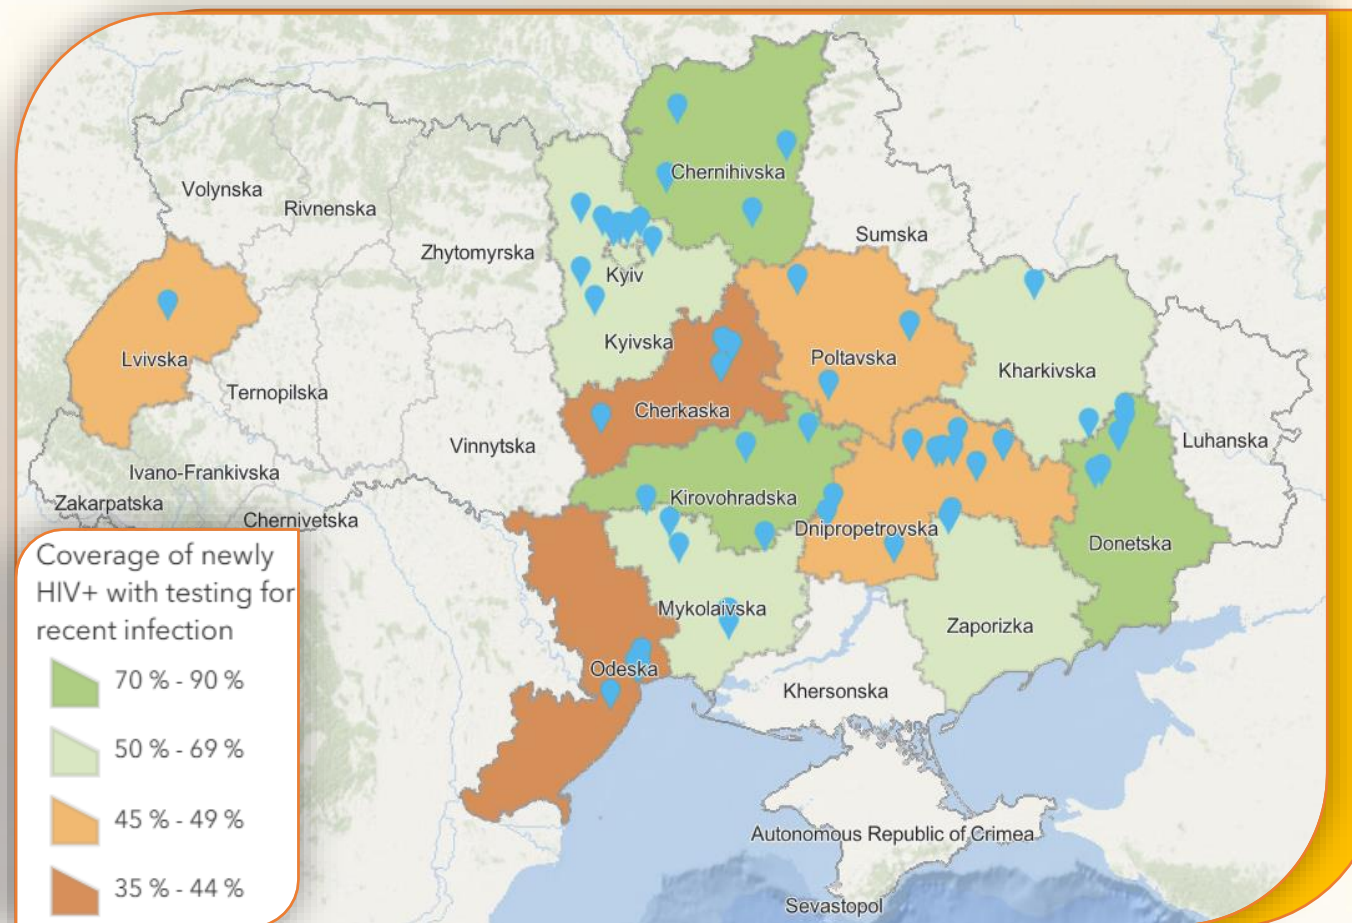 Volynska
Rivnenska
Zhytomyrska
Chernihivska
Sumska
Kyiv
Lvivska
Ternopilska
Kyivska
Poltavska
Kharkivska
Cherkaska
Vinnytska
Luhanska
Ivano-Frankivska
Zakarpatska
Chernivetska
Kirovohradska
Dnipropetrovska
Donetska
Mykolaivska
Zaporizka
Odeska
Khersonska
Autonomous Republic of Crimea
Sevastopol
Coverage of newly
HIV+ with testing for
recent infection
70 % - 90 %
50 % - 69 %
45 % - 49 %
35 % - 44 %